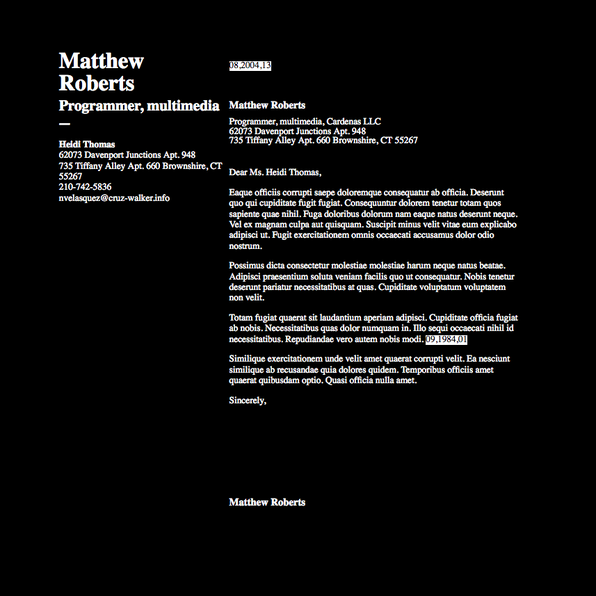 Matthew
Roberts
Programmer, multimedia
—
Heidi Thomas
62073 Davenport Junctions Apt. 948
735 Tiffany Alley Apt. 660 Brownshire, CT
55267
210-742-5836
nvelasquez@cruz-walker.info
08,2004,13
Matthew Roberts
Programmer, multimedia, Cardenas LLC
62073 Davenport Junctions Apt. 948
735 Tiffany Alley Apt. 660 Brownshire, CT 55267
Dear Ms. Heidi Thomas,
Eaque officiis corrupti saepe doloremque consequatur ab officia. Deserunt
quo qui cupiditate fugit fugiat. Consequuntur dolorem tenetur totam quos
sapiente quae nihil. Fuga doloribus dolorum nam eaque natus deserunt neque.
Vel ex magnam culpa aut quisquam. Suscipit minus velit vitae eum explicabo
adipisci ut. Fugit exercitationem omnis occaecati accusamus dolor odio
nostrum.
Possimus dicta consectetur molestiae molestiae harum neque natus beatae.
Adipisci praesentium soluta veniam facilis quo ut consequatur. Nobis tenetur
deserunt pariatur necessitatibus at quas. Cupiditate voluptatum voluptatem
non velit.
Totam fugiat quaerat sit laudantium aperiam adipisci. Cupiditate officia fugiat
ab nobis. Necessitatibus quas dolor numquam in. Illo sequi occaecati nihil id
necessitatibus. Repudiandae vero autem nobis modi. 09,1984,01
Similique exercitationem unde velit amet quaerat corrupti velit. Ea nesciunt
similique ab recusandae quia dolores quidem. Temporibus officiis amet
quaerat quibusdam optio. Quasi officia nulla amet.
Sincerely,
Matthew Roberts